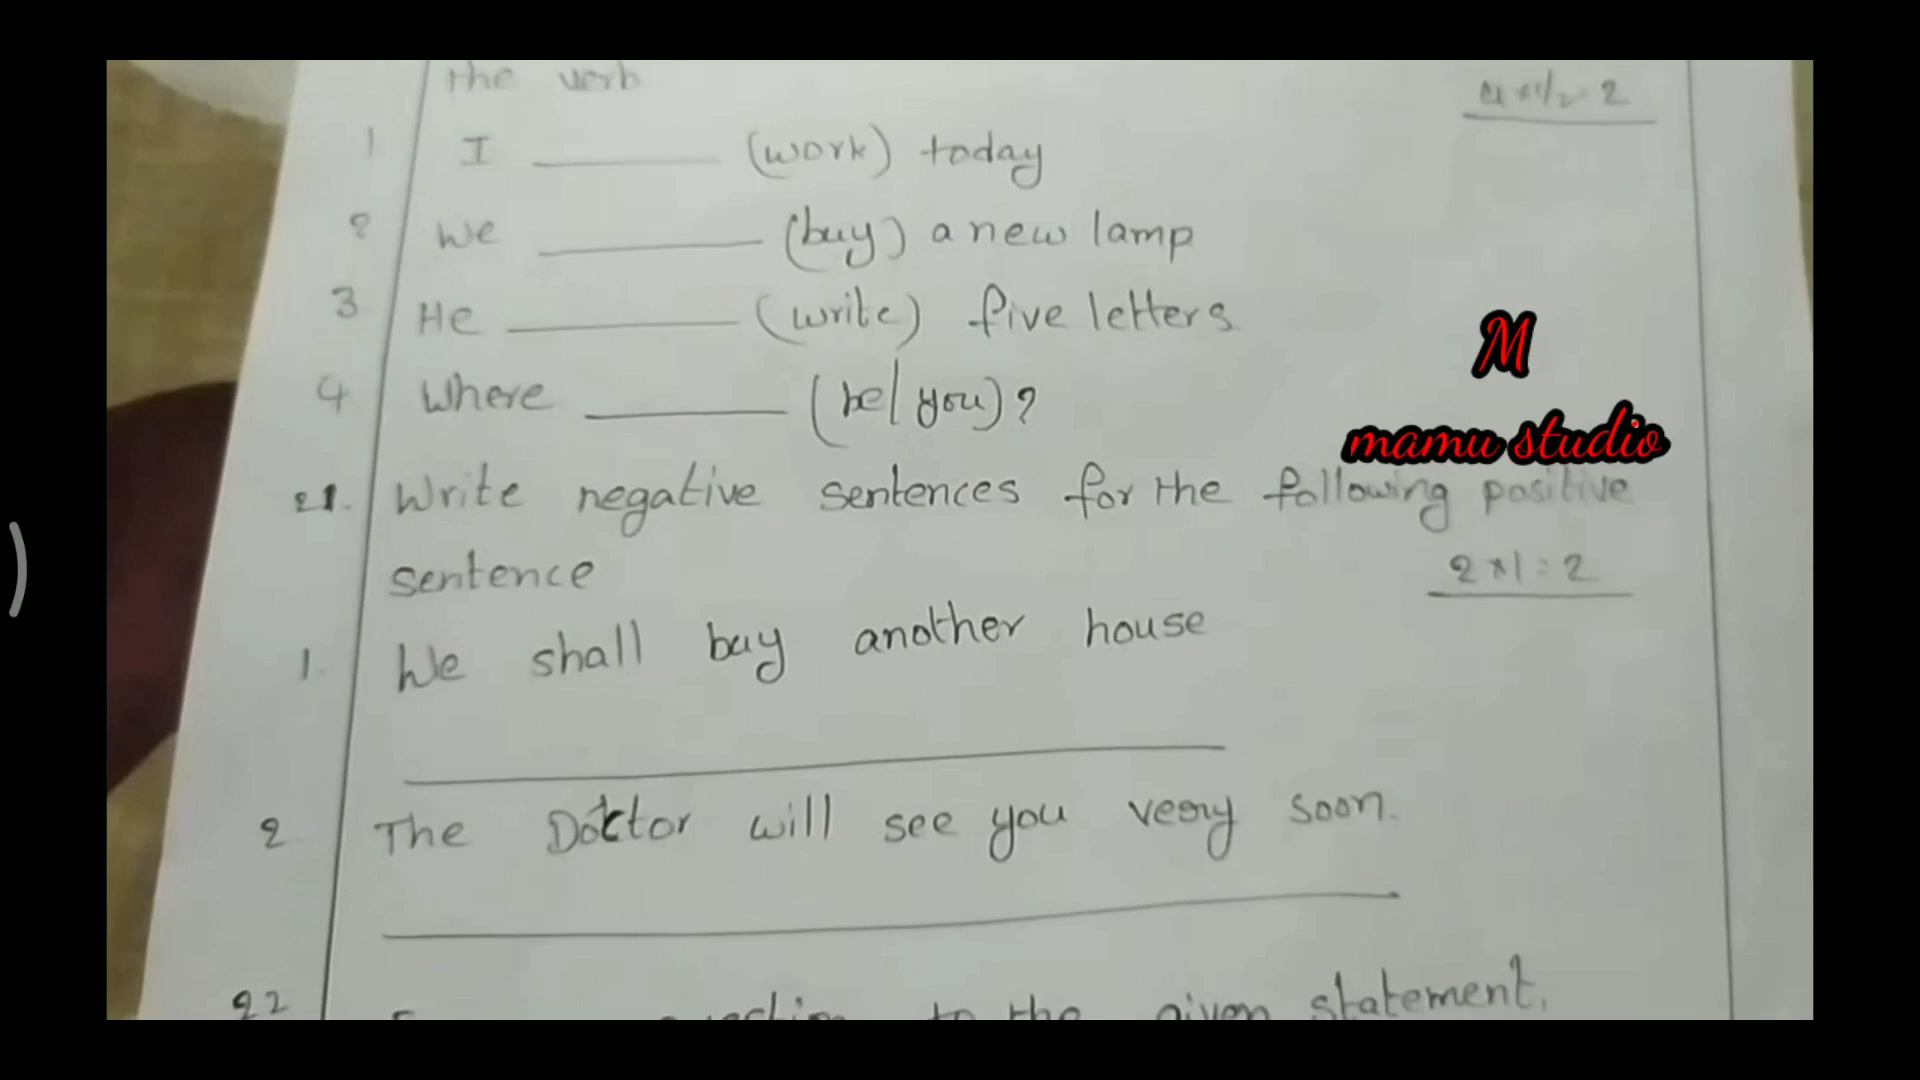 the verb
4 x 1/2 = 2
1 I ________ (work) today
2 We ________ (buy) a new lamp
3 He ________ (write) five letters
4 Where ________ (be/you)?
M
mamu studio
21. Write negative sentences for the following positive
sentence
2 x 1 = 2
1. We shall buy another house
2. The Doctor will see you very soon.
22
to the given statement.